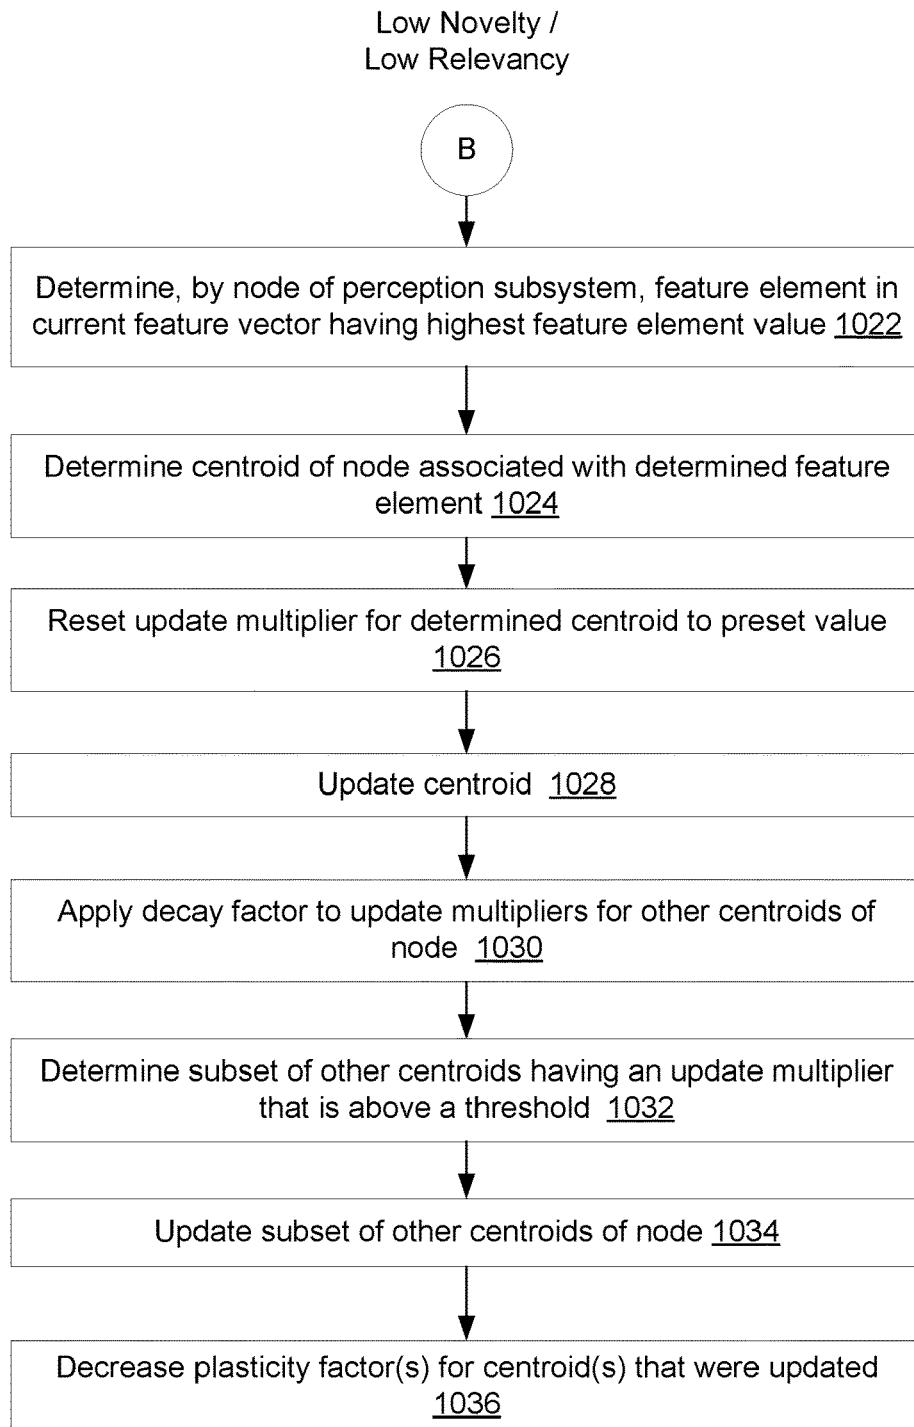 Low Novelty /
Low Relevancy
B
Determine, by node of perception subsystem, feature element in
current feature vector having highest feature element value 1022
Determine centroid of node associated with determined feature
element 1024
Reset update multiplier for determined centroid to preset value
1026
Update centroid 1028
Apply decay factor to update multipliers for other centroids of
node 1030
Determine subset of other centroids having an update multiplier
that is above a threshold 1032
Update subset of other centroids of node 1034
Decrease plasticity factor(s) for centroid(s) that were updated
1036